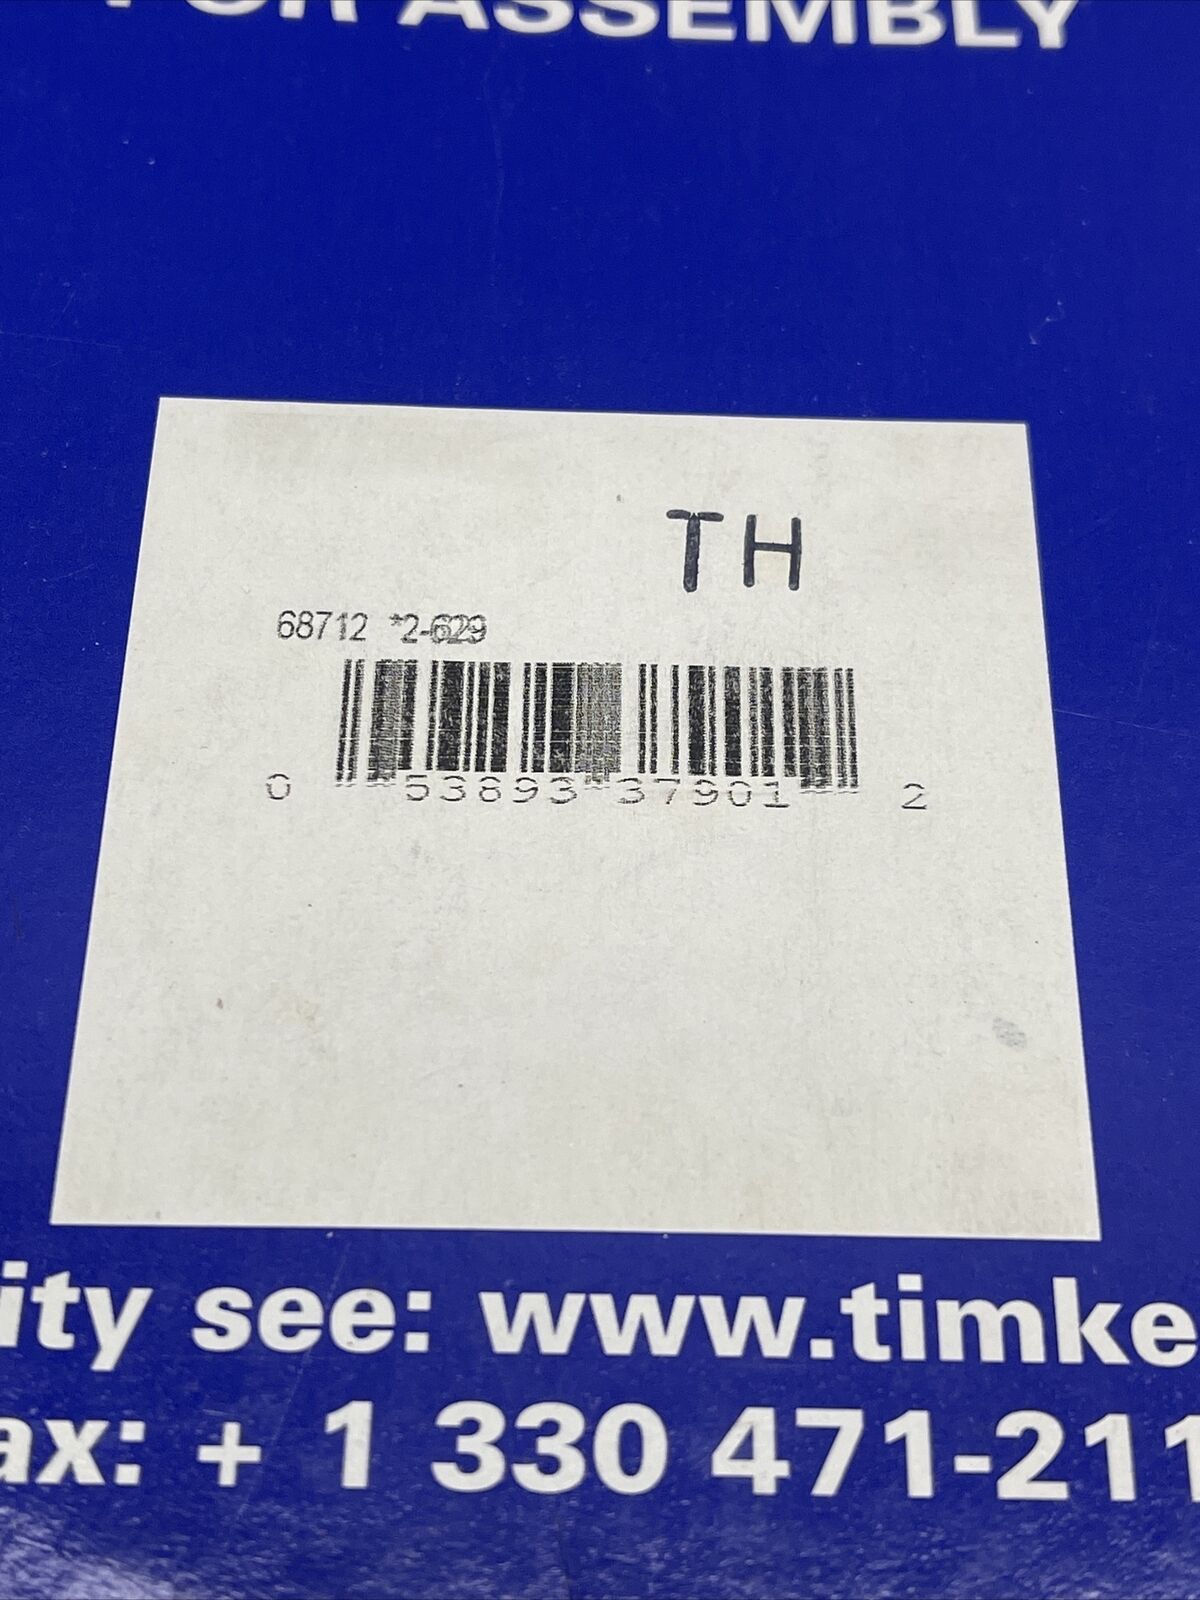 FOR ASSEMBLY
TH
68712 *2-629
0 53893 37901 2
ity see: www.timke
ax: + 1 330 471-211